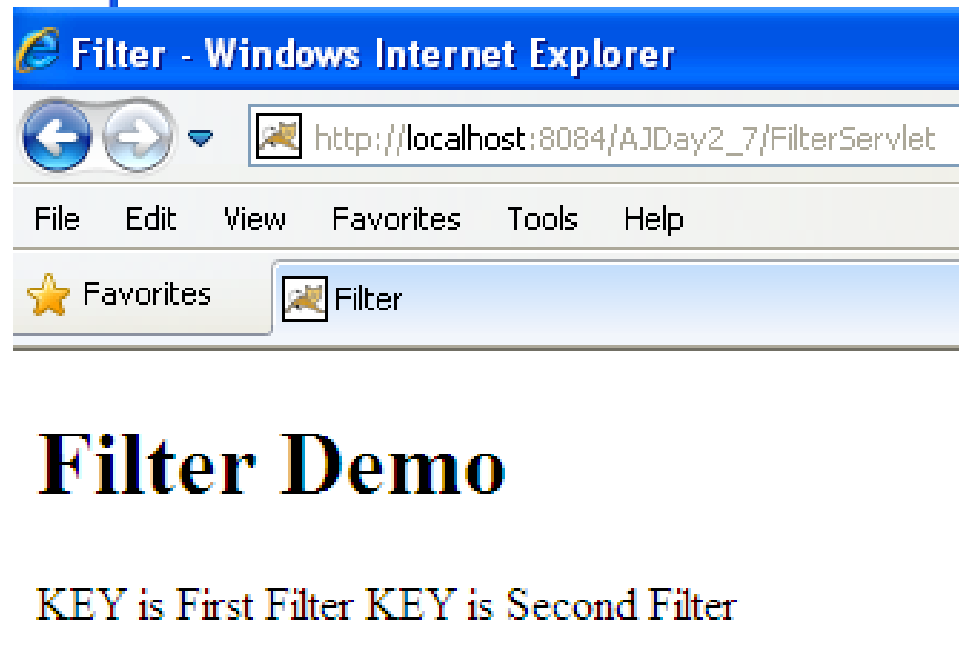 Filter - Windows Internet Explorer
http://localhost:8084/AJDay2_7/FilterServlet
File Edit View Favorites Tools Help
Favorites Filter
Filter Demo
KEY is First Filter KEY is Second Filter